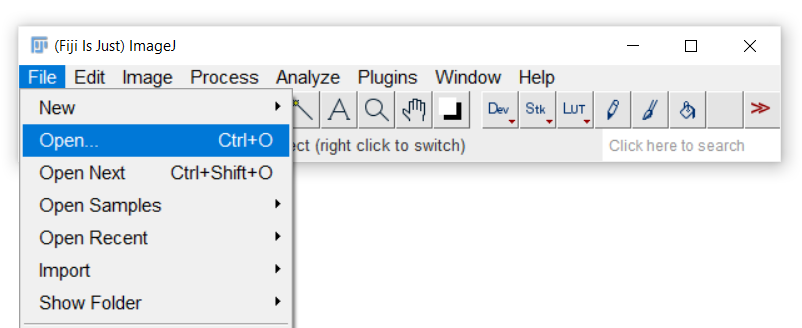 (Fiji Is Just) ImageJ
File Edit Image Process Analyze Plugins Window Help
New
Dev Stk LUT >>
Open... Ctrl+O
ect (right click to switch) Click here to search
Open Next Ctrl+Shift+O
Open Samples
Open Recent
Import
Show Folder